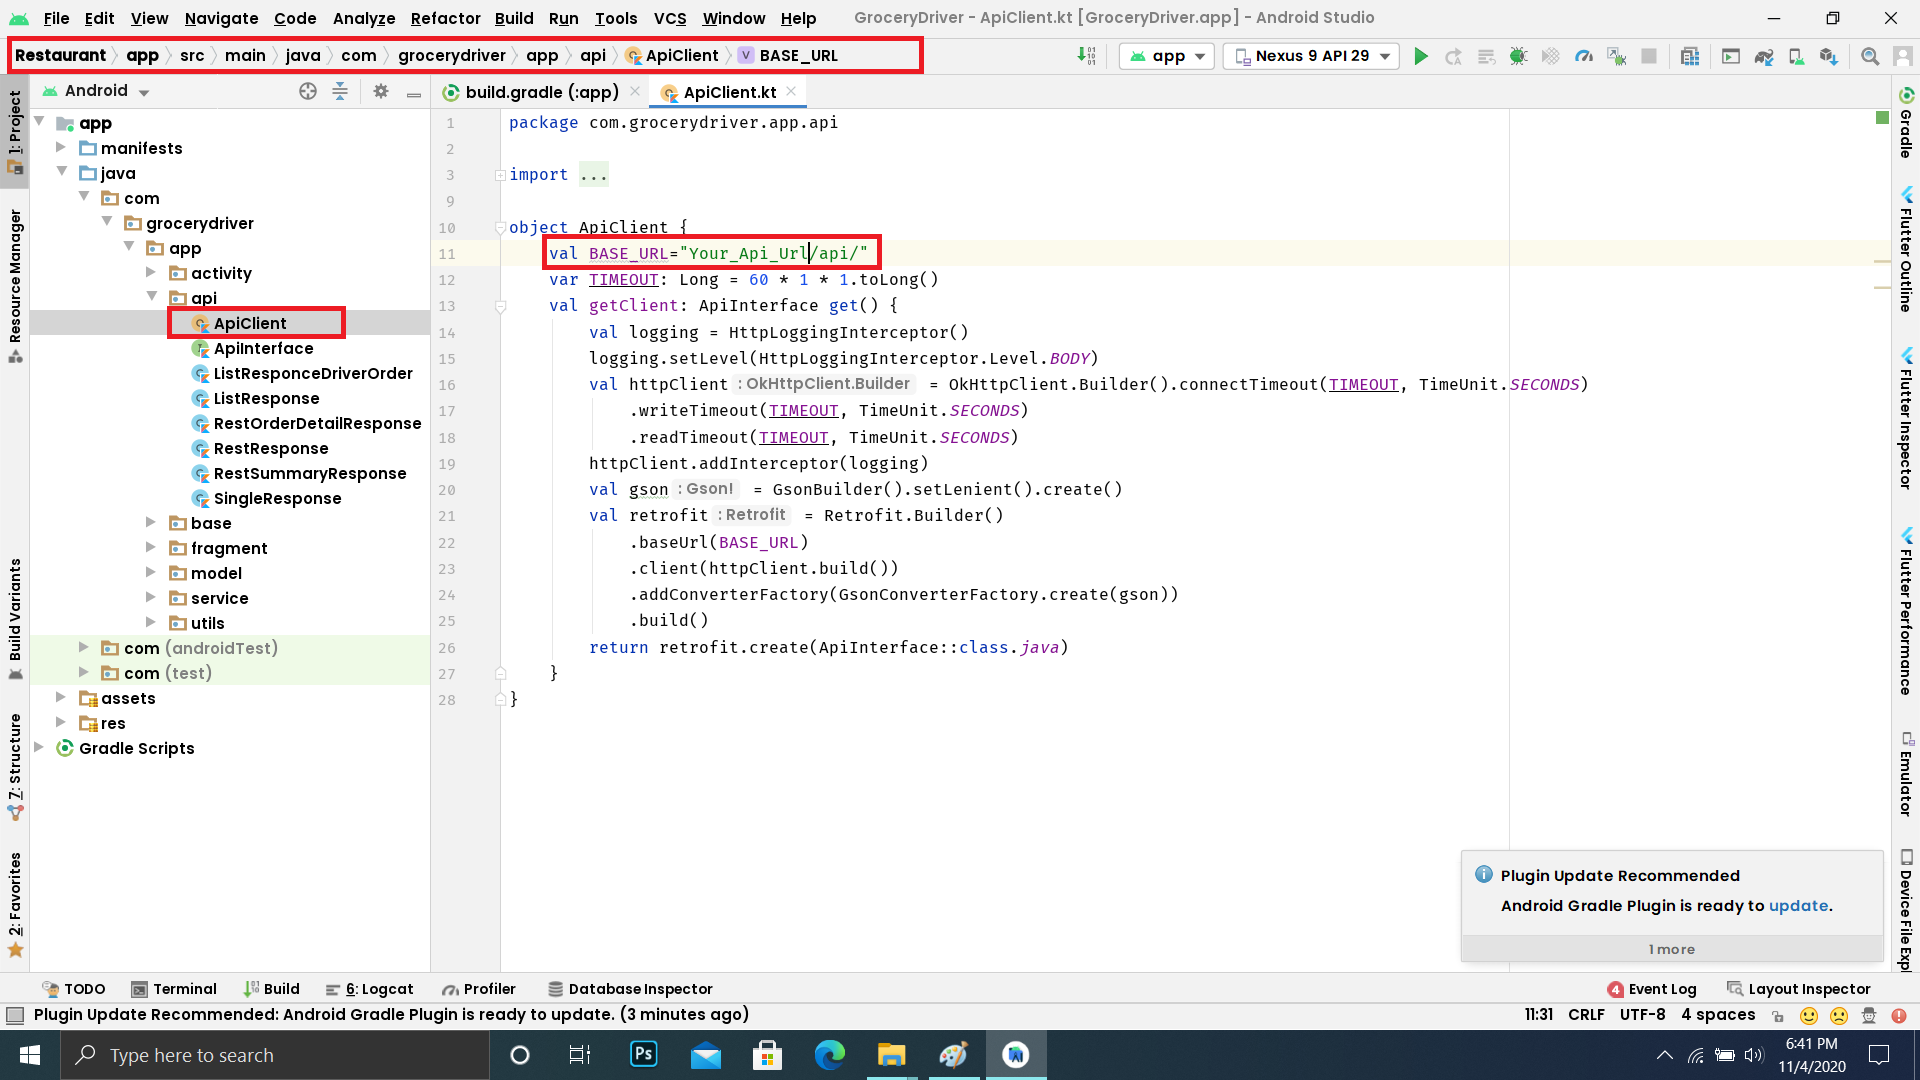 File Edit View Navigate Code Analyze Refactor Build Run Tools VCS Window Help GroceryDriver - ApiClient.kt [GroceryDriver.app] - Android Studio
Restaurant app src main java com grocerydriver app api ApiClient V BASE_URL app Nexus 9 API 29
Android build.gradle (:app) ApiClient.kt
1: Project
Resource Manager
Build Variants
7: Structure
2: Favorites
app
manifests
java
com
grocerydriver
app
activity
api
ApiClient
ApiInterface
ListResponceDriverOrder
ListResponse
RestOrderDetailResponse
RestResponse
RestSummaryResponse
SingleResponse
base
fragment
model
service
utils
com (androidTest)
com (test)
assets
res
Gradle Scripts
1 package com.grocerydriver.app.api
2
3 import ...
9
10 object ApiClient {
11 val BASE_URL="Your_Api_Url/api/"
12 var TIMEOUT: Long = 60 * 1 * 1.toLong()
13 val getClient: ApiInterface get() {
14 val logging = HttpLoggingInterceptor()
15 logging.setLevel(HttpLoggingInterceptor.Level.BODY)
16 val httpClient : OkHttpClient.Builder = OkHttpClient.Builder().connectTimeout(TIMEOUT, TimeUnit.SECONDS)
17 .writeTimeout(TIMEOUT, TimeUnit.SECONDS)
18 .readTimeout(TIMEOUT, TimeUnit.SECONDS)
19 httpClient.addInterceptor(logging)
20 val gson : Gson! = GsonBuilder().setLenient().create()
21 val retrofit : Retrofit = Retrofit.Builder()
22 .baseUrl(BASE_URL)
23 .client(httpClient.build())
24 .addConverterFactory(GsonConverterFactory.create(gson))
25 .build()
26 return retrofit.create(ApiInterface::class.java)
27 }
28 }
Gradle
Flutter Outline
Flutter Inspector
Flutter Performance
Emulator
Device File Expl
Plugin Update Recommended
Android Gradle Plugin is ready to update.
1 more
TODO Terminal Build 6: Logcat Profiler Database Inspector 4 Event Log Layout Inspector
Plugin Update Recommended: Android Gradle Plugin is ready to update. (3 minutes ago) 11:31 CRLF UTF-8 4 spaces
Type here to search Ps 6:41 PM
11/4/2020